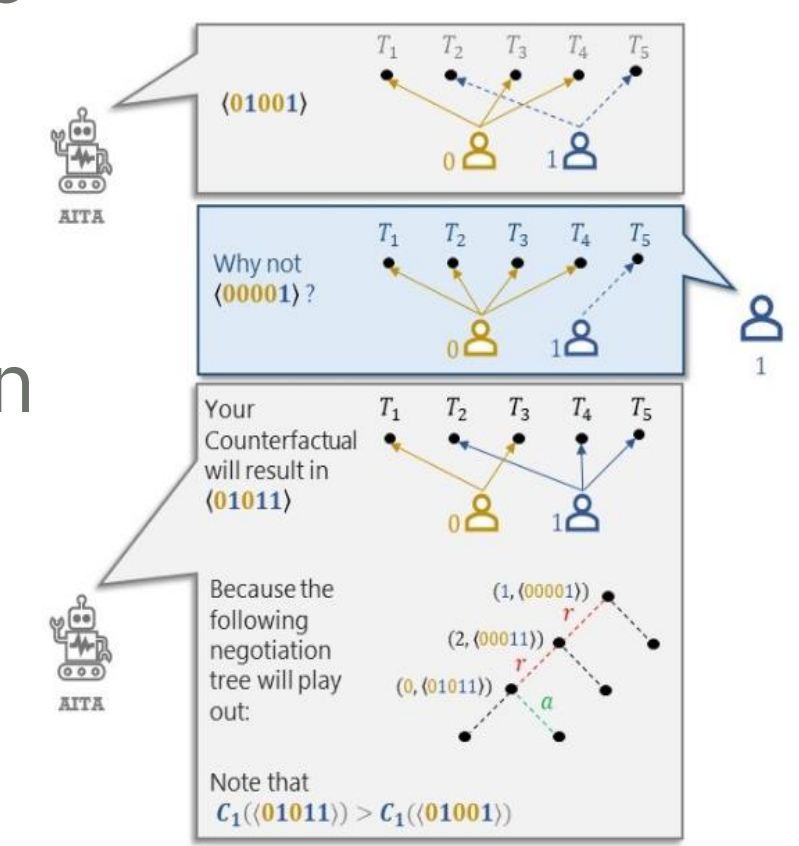 T₁ T₂ T₃ T₄ T₅
⟨01001⟩
0 1
AITA
T₁ T₂ T₃ T₄ T₅
Why not
⟨00001⟩ ?
0 1
1
n
Your
Counterfactual
will result in
⟨01011⟩
T₁ T₂ T₃ T₄ T₅
0 1
Because the
following
negotiation
tree will play
out:
(1, ⟨00001⟩)
r
(2, ⟨00011⟩)
r
(0, ⟨01011⟩)
a
AITA
Note that
C₁(⟨01011⟩) > C₁(⟨01001⟩)